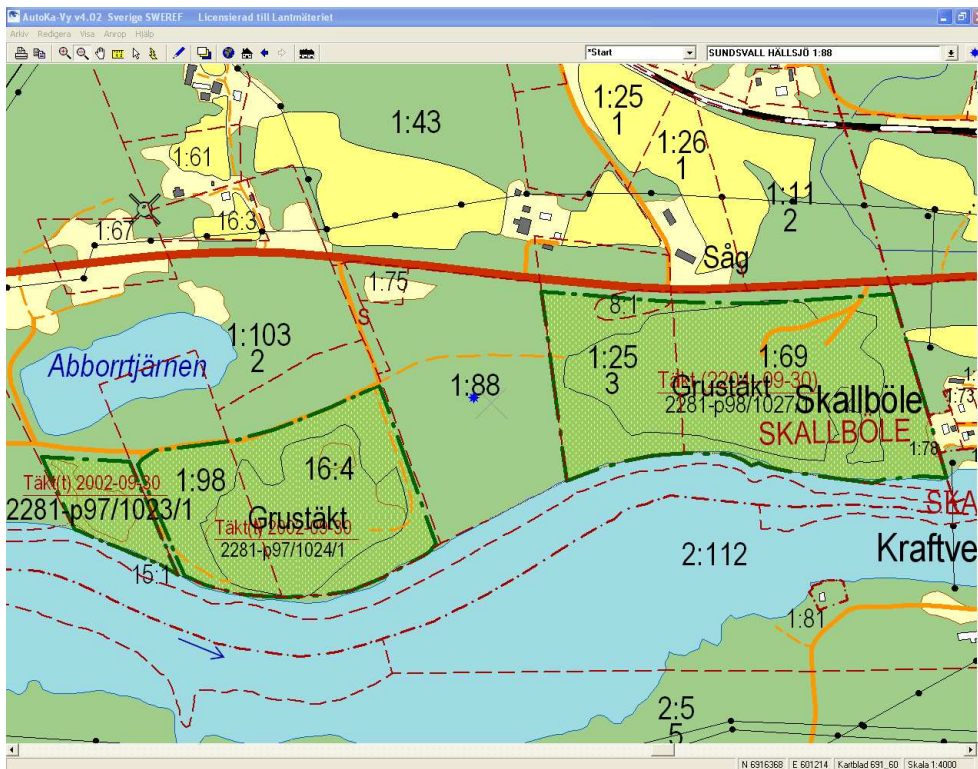 AutoKa-Vy v4.02 Sverige SWEREF Licensierad till Lantmäteriet
Arkiv Redigera Visa Anrop Hjälp
*Start SUNDSVALL HÄLLSJÖ 1:88
1:43
1:25
1
1:26
1
1:61
1:11
2
16:3
1:67
Såg
1:75
S
8:1
1:103
2
Abborrtjärnen
1:88
1:25
3
1:69
Grustäkt
2281-p98/1027/
Skallböle
SKALLBÖLE
1:73
1:78
1:98
16:4
Täkt(t) 2002-09-30
2281-p97/1023/1
Grustäkt
Täkt(t) 2002-09-30
2281-p97/1024/1
SKA
Kraftve
15:1
2:112
1:81
2:5
5
N 6916368 E 601214 Kartblad 691_60 Skala 1:4000